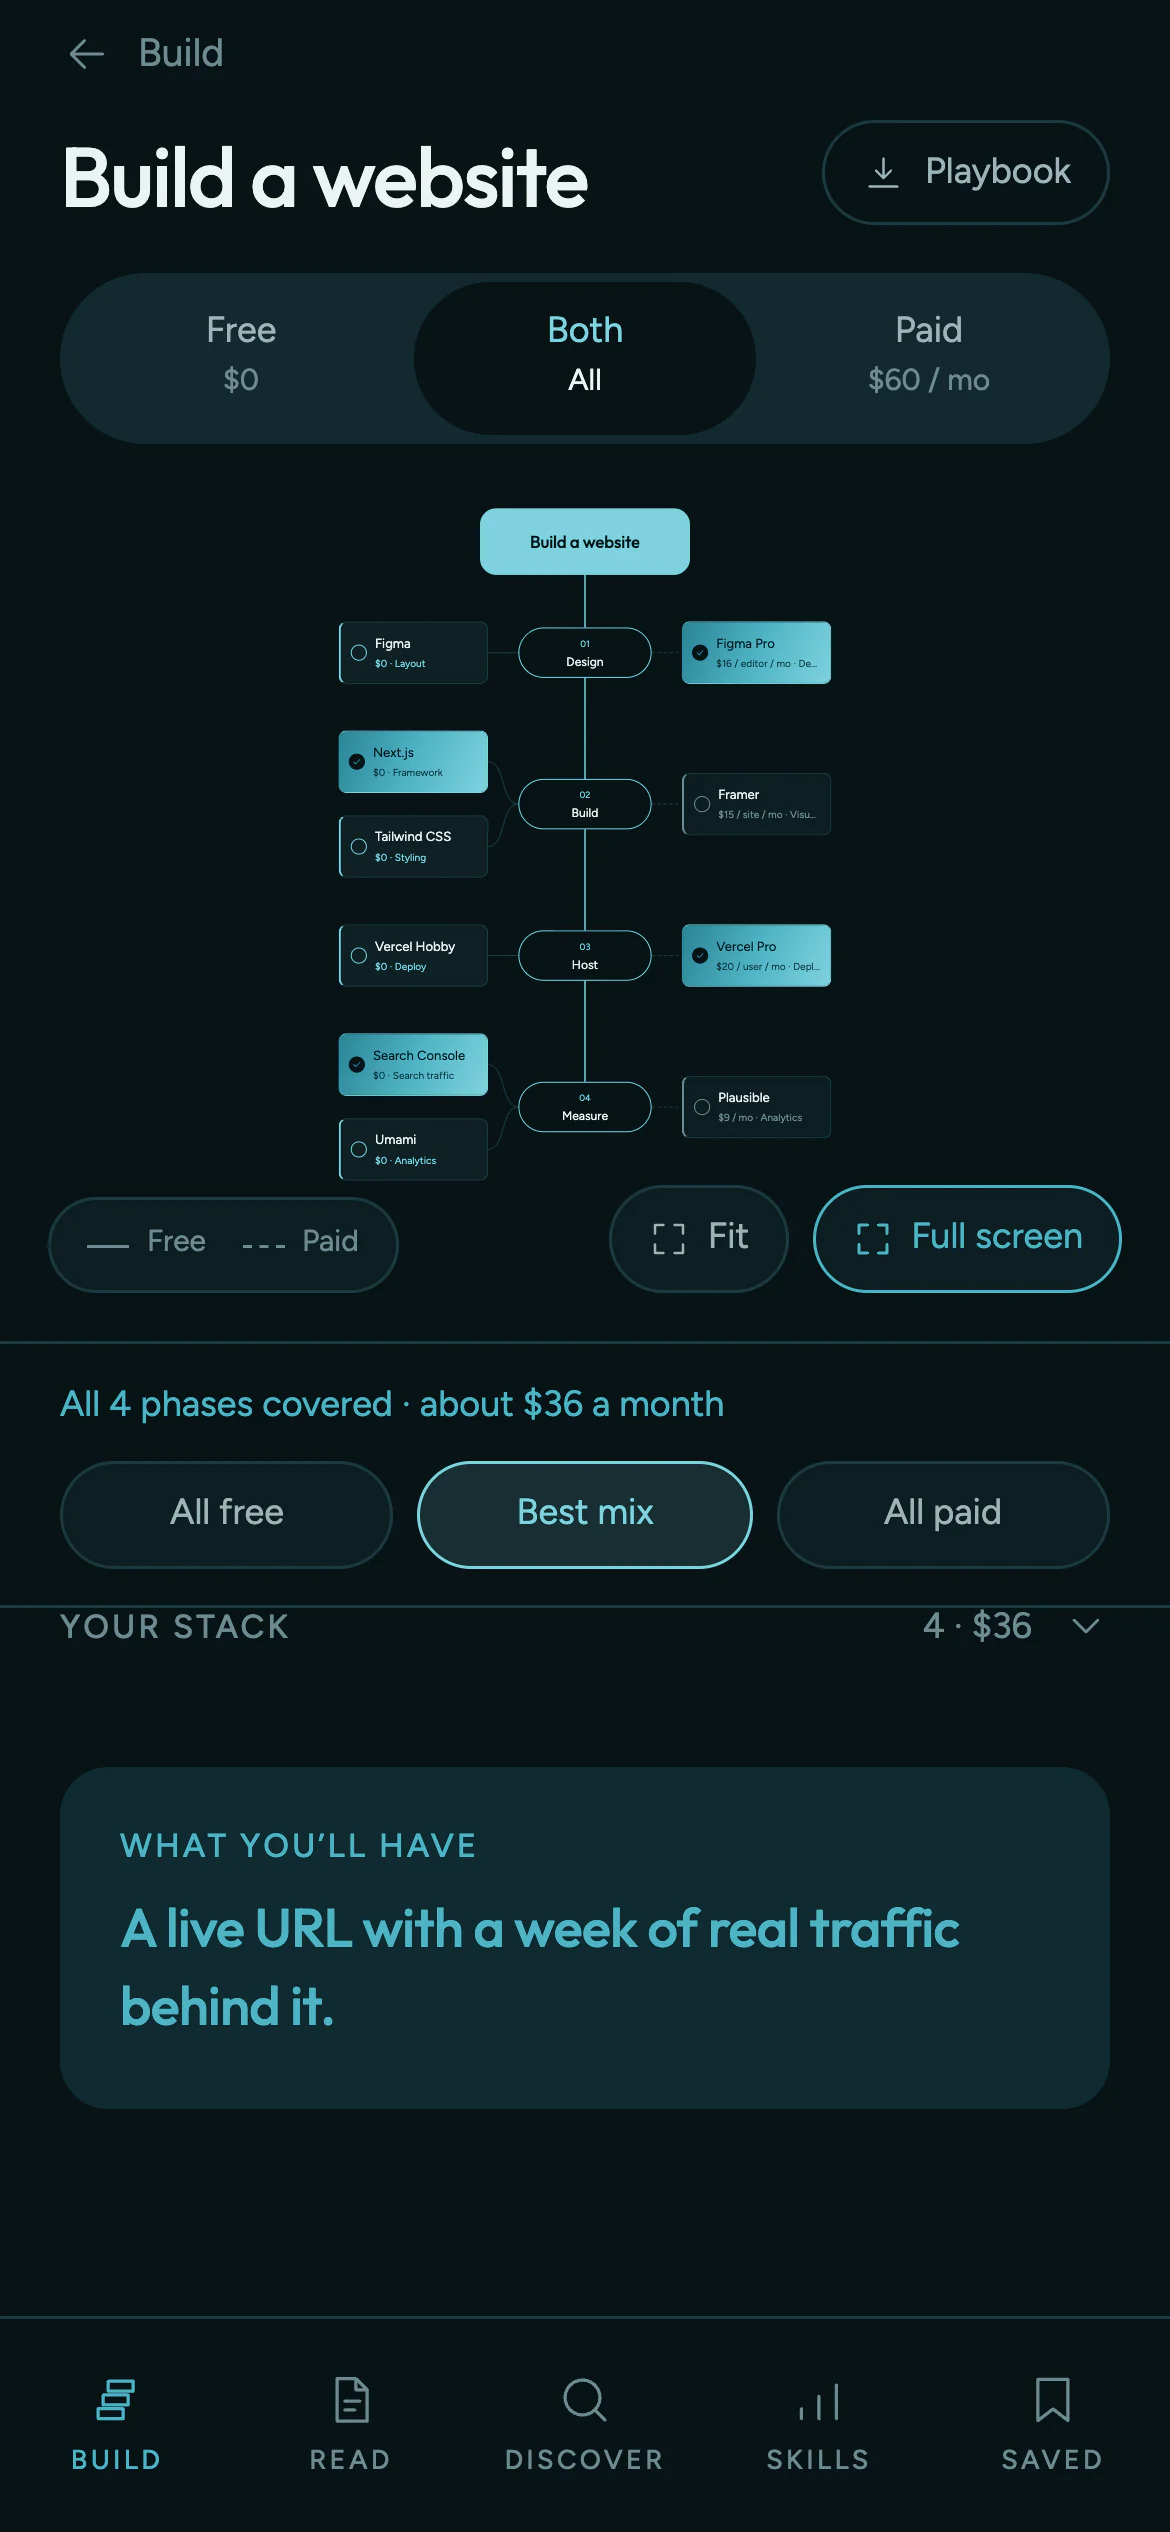 Build
Build a website
Playbook
Free
$0
Both
All
Paid
$60 / mo
Build a website
Figma
$0 · Layout
01
Design
Figma Pro
$16 / editor / mo · De...
Next.js
$0 · Framework
Tailwind CSS
$0 · Styling
02
Build
Framer
$15 / site / mo · Visu...
Vercel Hobby
$0 · Deploy
03
Host
Vercel Pro
$20 / user / mo · Depl...
Search Console
$0 · Search traffic
Umami
$0 · Analytics
04
Measure
Plausible
$9 / mo · Analytics
Free
Paid
Fit
Full screen
All 4 phases covered · about $36 a month
All free
Best mix
All paid
YOUR STACK
4 · $36
WHAT YOU’LL HAVE
A live URL with a week of real traffic
behind it.
BUILD
READ
DISCOVER
SKILLS
SAVED